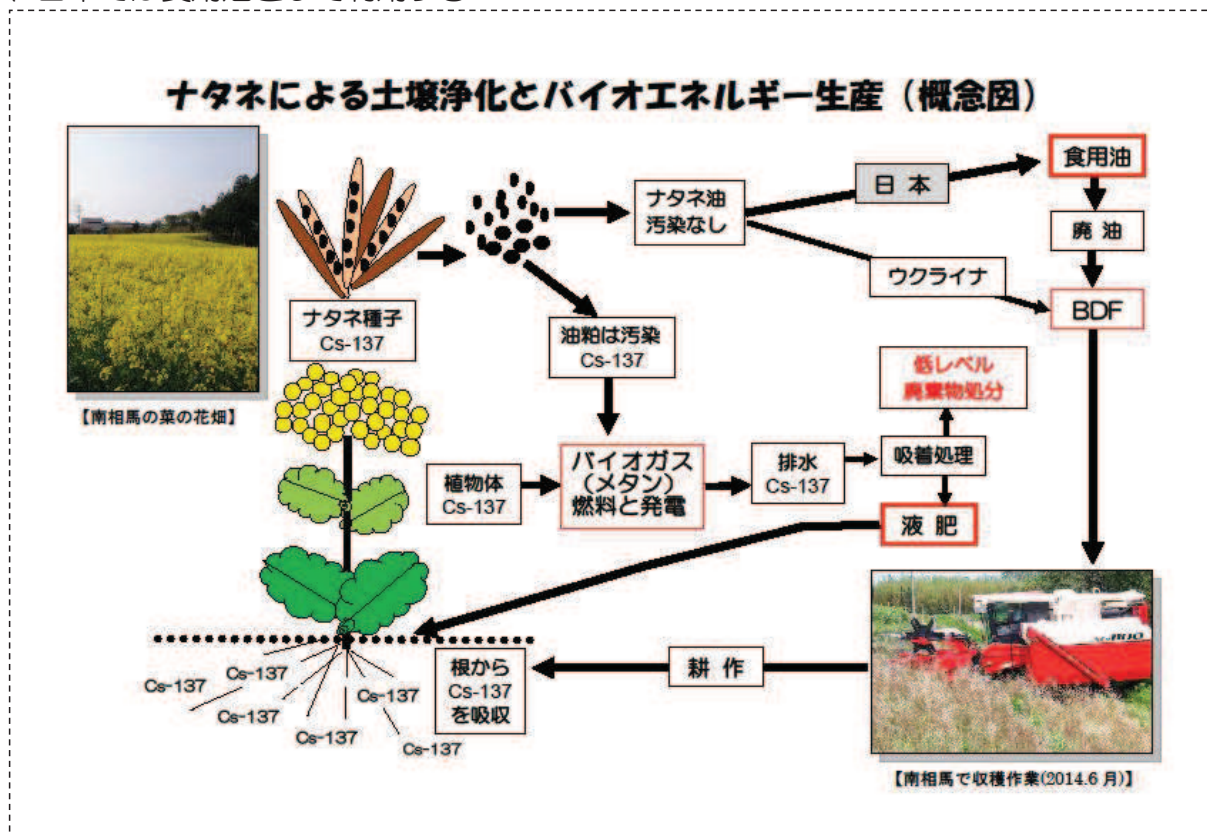 ナタネによる土壌浄化とバイオエネルギー生産（概念図）
【南相馬の菜の花畑】
ナタネ種子
Cs-137
ナタネ油
汚染なし
日 本
食用油
廃 油
ウクライナ
BDF
油粕は汚染
Cs-137
低レベル
廃棄物処分
植物体
Cs-137
バイオガス
（メタン）
燃料と発電
排水
Cs-137
吸着処理
液 肥
Cs-137
Cs-137
Cs-137
Cs-137
Cs-137
Cs-137
根から
Cs-137
を吸収
耕 作
【南相馬で収穫作業(2014.6 月)】